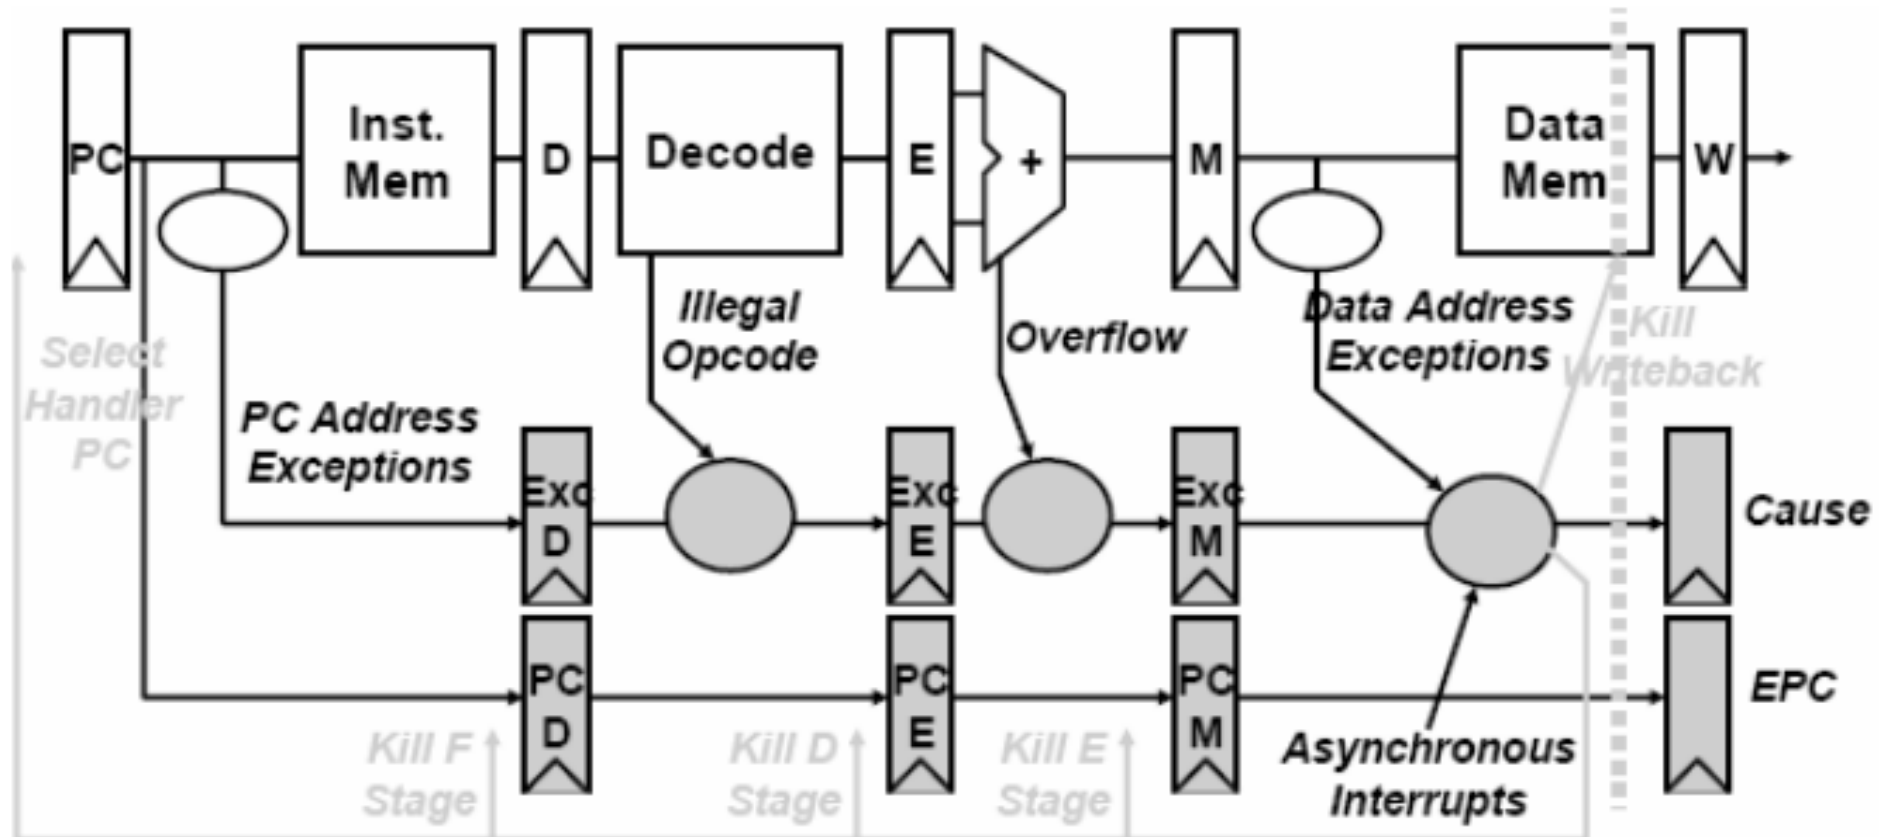 PC
Inst.
Mem
D
Decode
E
+
M
Data
Mem
W
Select
Handler
PC
PC Address
Exceptions
Illegal
Opcode
Overflow
Data Address
Exceptions
Kill
Writeback
Exc
D
Exc
E
Exc
M
Cause
PC
D
PC
E
PC
M
EPC
Kill F
Stage
Kill D
Stage
Kill E
Stage
Asynchronous
Interrupts